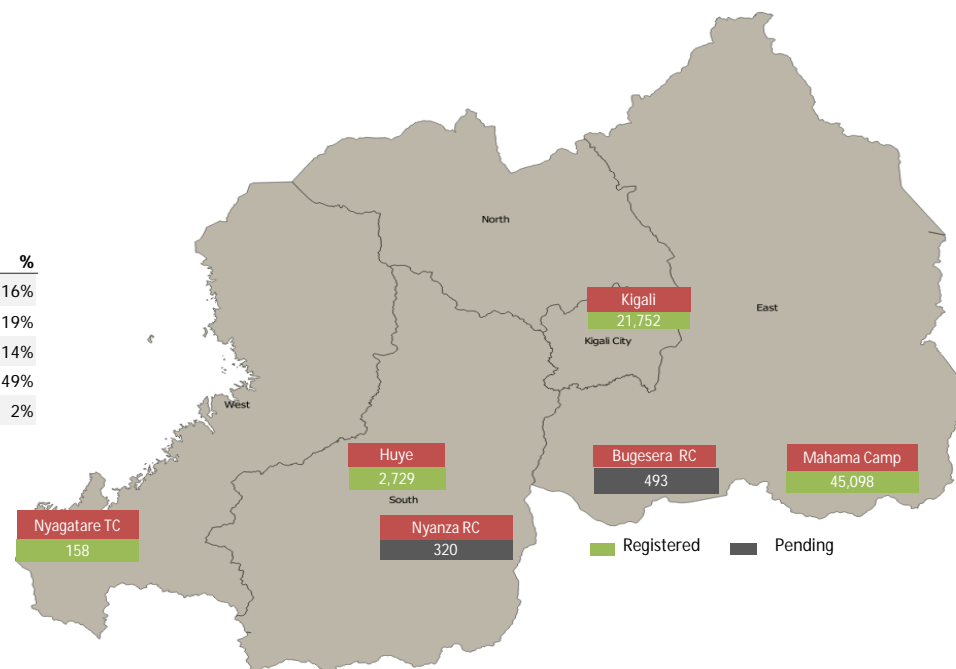 North
%
16%
19%
14%
49%
2%
Kigali
21,752
Kigali City
East
West
Huye
2,729
South
Bugesera RC
493
Mahama Camp
45,098
Nyagatare TC
158
Nyanza RC
320
Registered
Pending